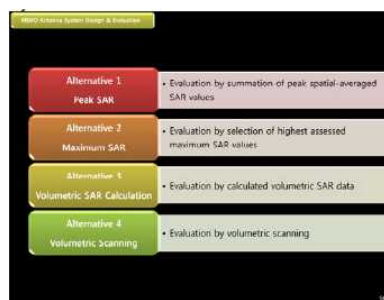 MIMO Antenna System Design & Evaluation
Alternative 1
Peak SAR
• Evaluation by summation of peak spatial-averaged
SAR values
Alternative 2
Maximum SAR
• Evaluation by selection of highest assessed
maximum SAR values
Alternative 3
Volumetric SAR Calculation
• Evaluation by calculated volumetric SAR data
Alternative 4
Volumetric Scanning
• Evaluation by volumetric scanning